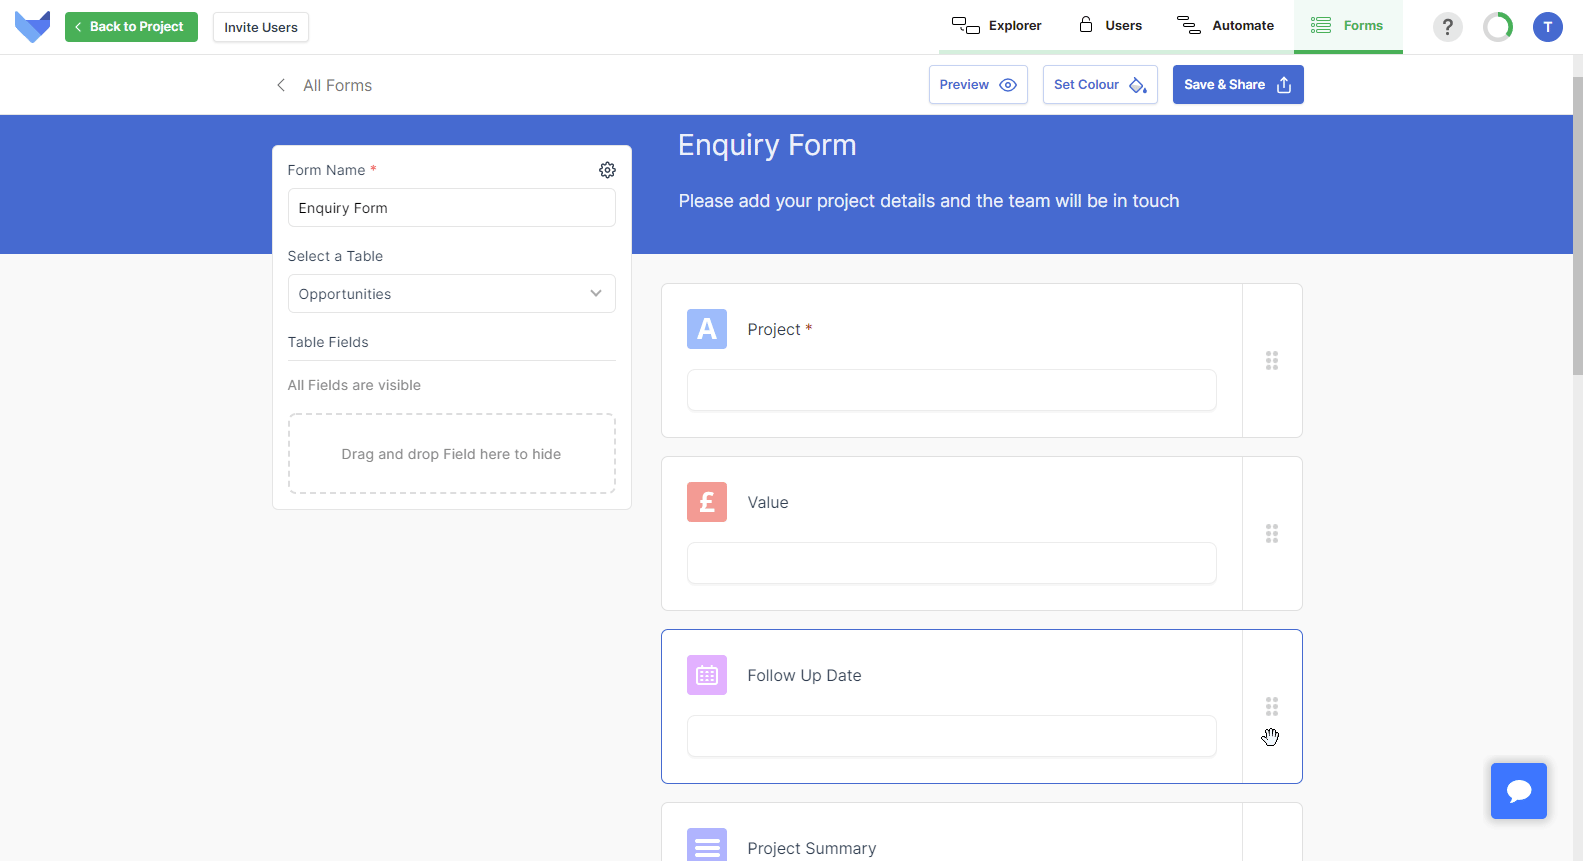 Back to Project
Invite Users
Explorer
Users
Automate
Forms
?
T
All Forms
Preview
Set Colour
Save & Share
Enquiry Form
Please add your project details and the team will be in touch
Form Name *
Enquiry Form
Select a Table
Opportunities
Table Fields
All Fields are visible
Drag and drop Field here to hide
A
Project *
£
Value
Follow Up Date
Project Summary